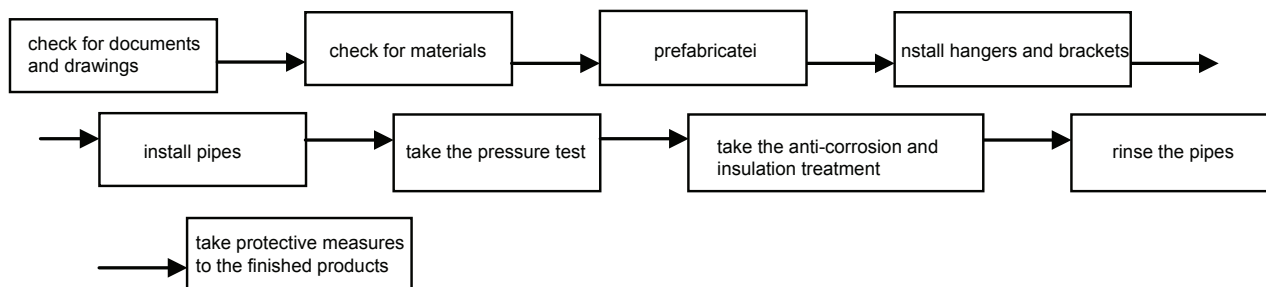 check for documents
and drawings
check for materials
prefabricatei
nstall hangers and brackets
install pipes
take the pressure test
take the anti-corrosion and
insulation treatment
rinse the pipes
take protective measures
to the finished products